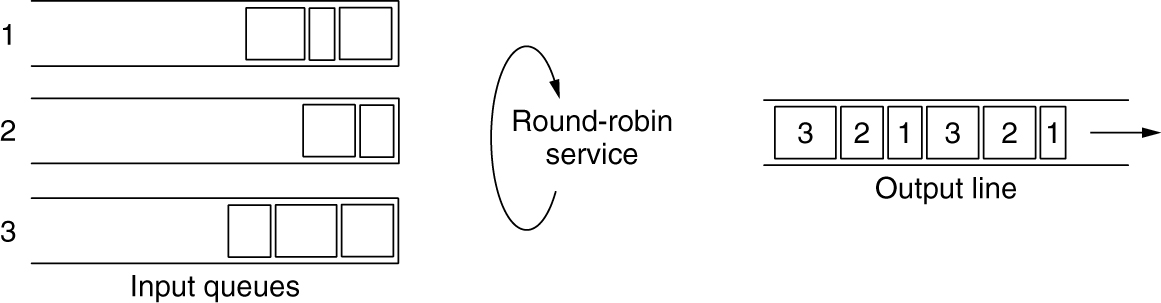 1
2
3
Input queues
Round-robin
service
3 2 1 3 2 1
Output line